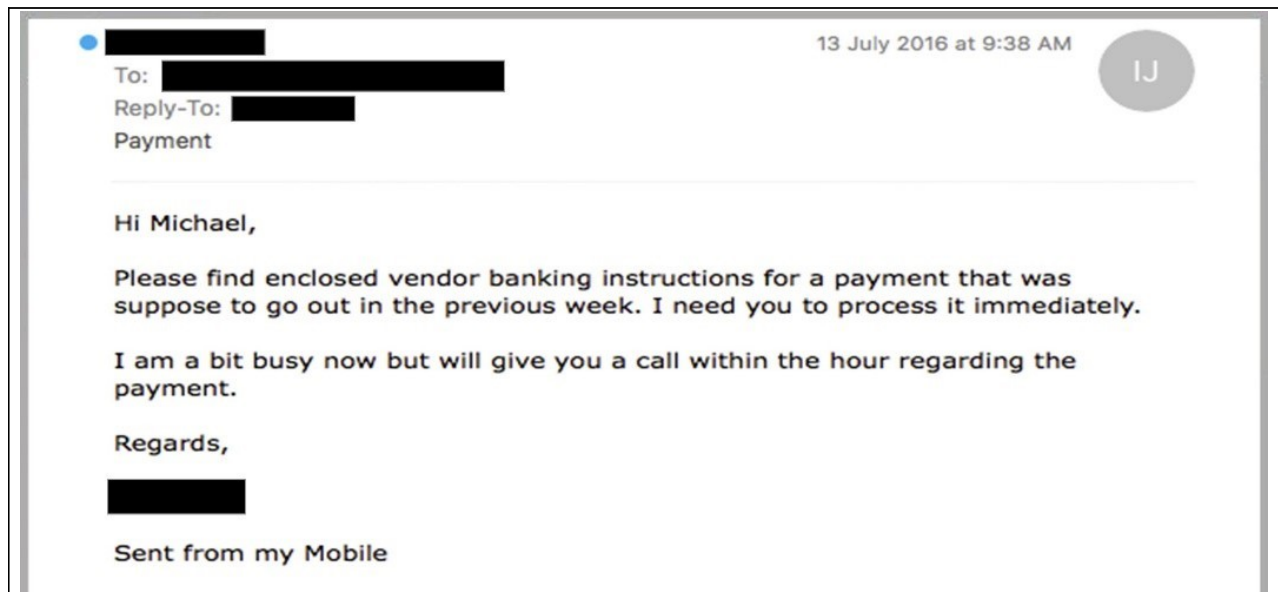 13 July 2016 at 9:38 AM
IJ
To:
Reply-To:
Payment
Hi Michael,
Please find enclosed vendor banking instructions for a payment that was
suppose to go out in the previous week. I need you to process it immediately.
I am a bit busy now but will give you a call within the hour regarding the
payment.
Regards,
Sent from my Mobile